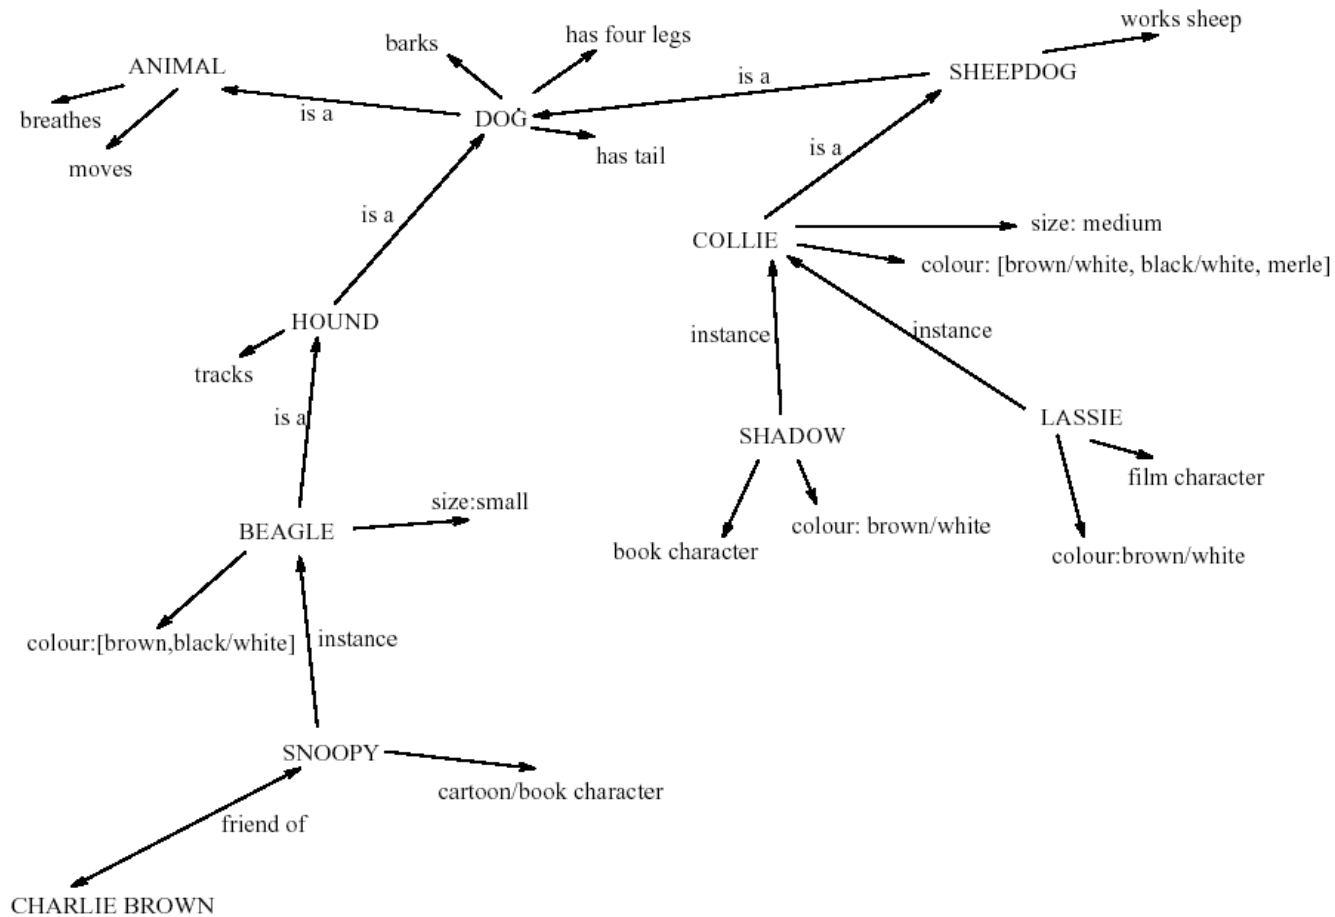 works sheep
has four legs
barks
ANIMAL
SHEEPDOG
is a
is a
breathes
DOG
has tail
moves
is a
is a
size: medium
COLLIE
colour: [brown/white, black/white, merle]
HOUND
instance
instance
tracks
is a
LASSIE
SHADOW
film character
size:small
BEAGLE
colour: brown/white
book character
colour:brown/white
colour:[brown,black/white]
instance
SNOOPY
cartoon/book character
friend of
CHARLIE BROWN